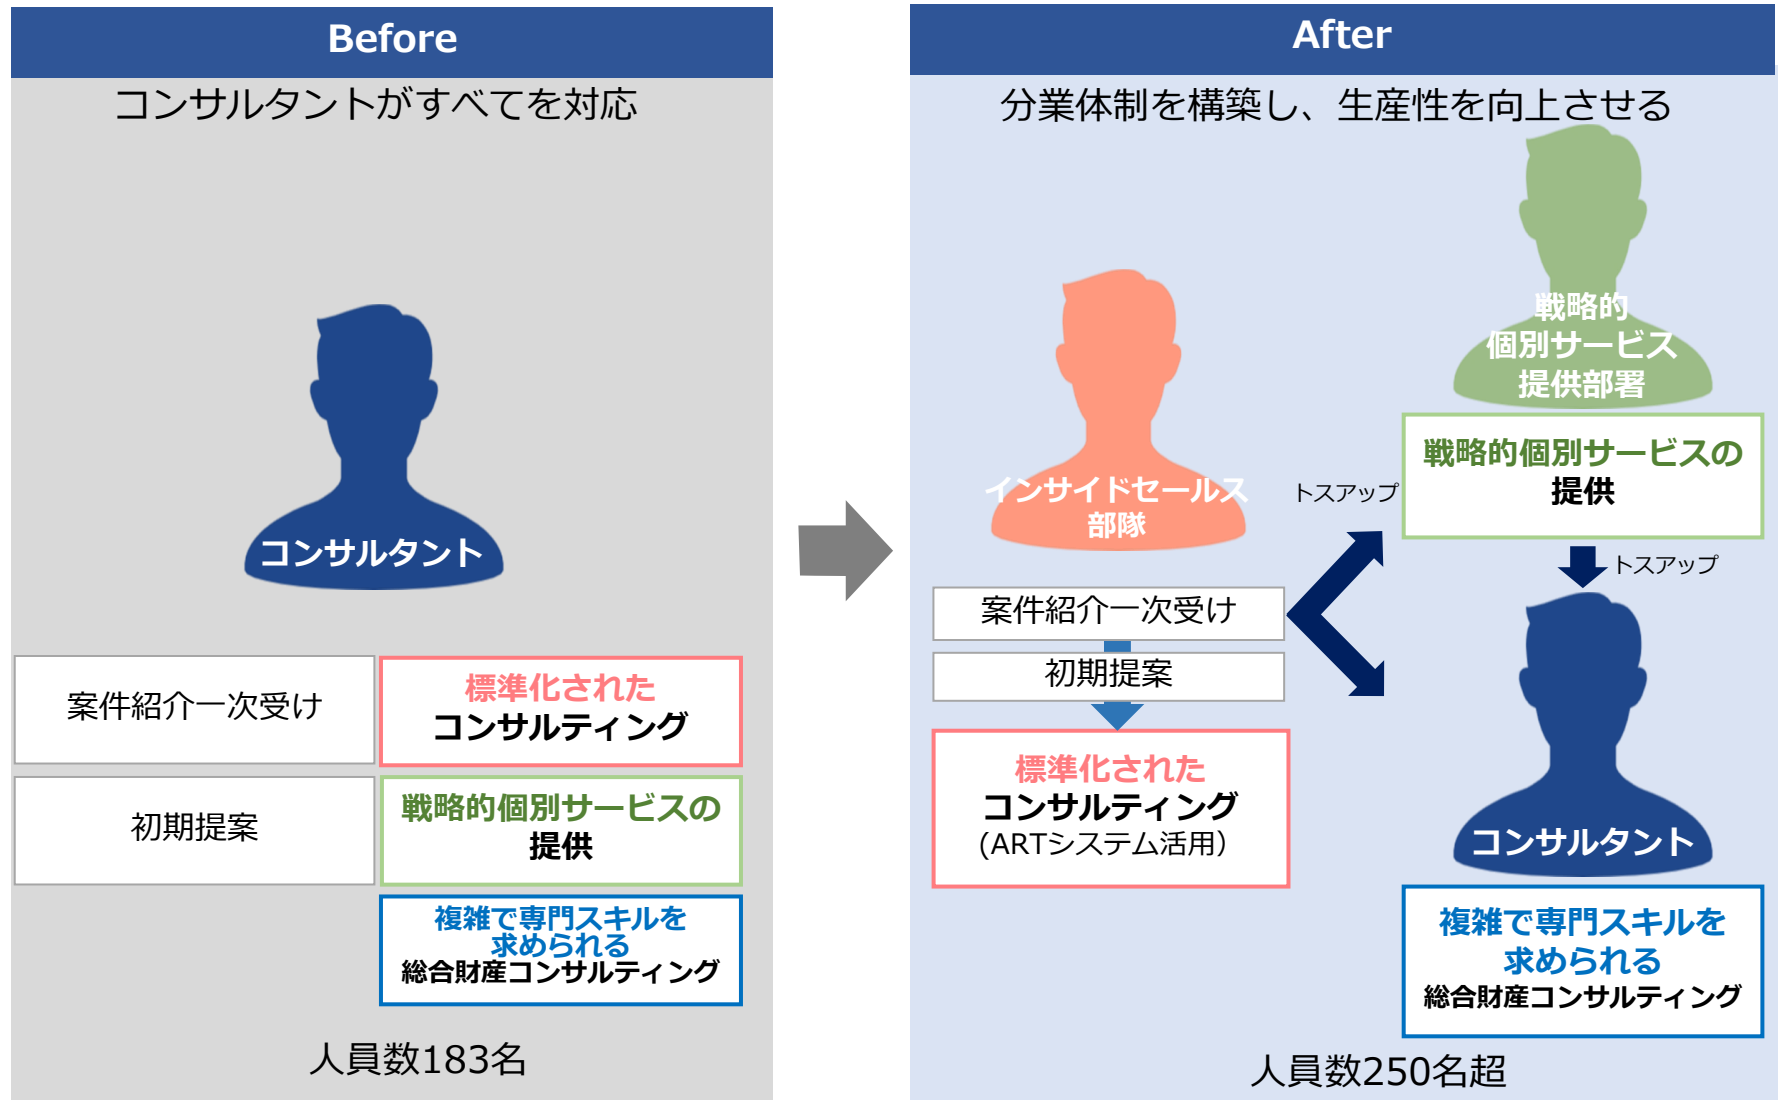 Before
コンサルタントがすべてを対応
コンサルタント
案件紹介一次受け
標準化された
コンサルティング
初期提案
戦略的個別サービスの
提供
複雑で専門スキルを
求められる
総合財産コンサルティング
人員数183名
After
分業体制を構築し、生産性を向上させる
戦略的
個別サービス
提供部署
戦略的個別サービスの
提供
インサイドセールス
部隊
トスアップ
トスアップ
案件紹介一次受け
初期提案
標準化された
コンサルティング
(ARTシステム活用）
コンサルタント
複雑で専門スキルを
求められる
総合財産コンサルティング
人員数250名超